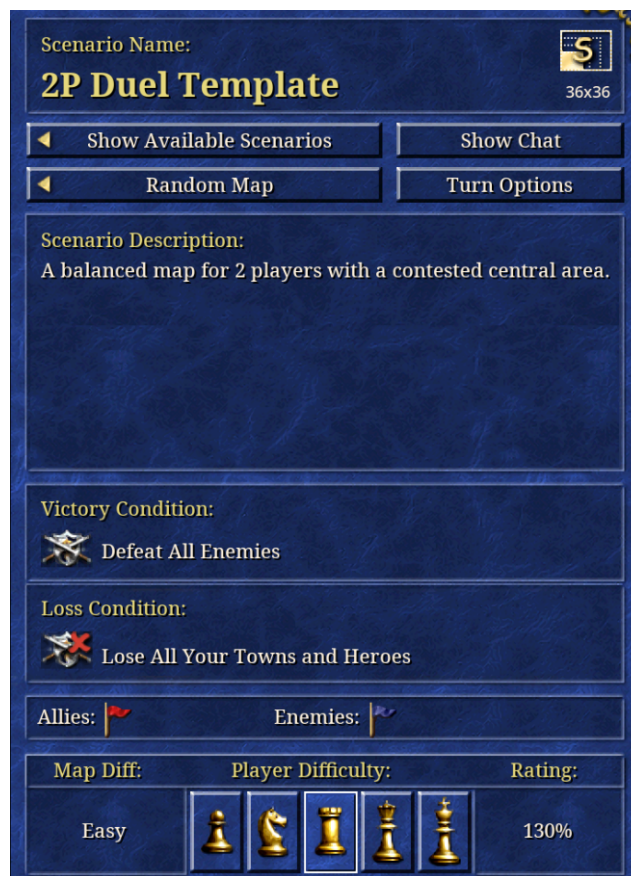 Scenario Name:
2P Duel Template
S
36x36
Show Available Scenarios
Show Chat
Random Map
Turn Options
Scenario Description:
A balanced map for 2 players with a contested central area.
Victory Condition:
Defeat All Enemies
Loss Condition:
Lose All Your Towns and Heroes
Allies:
Enemies:
Map Diff:
Player Difficulty:
Rating:
Easy
130%